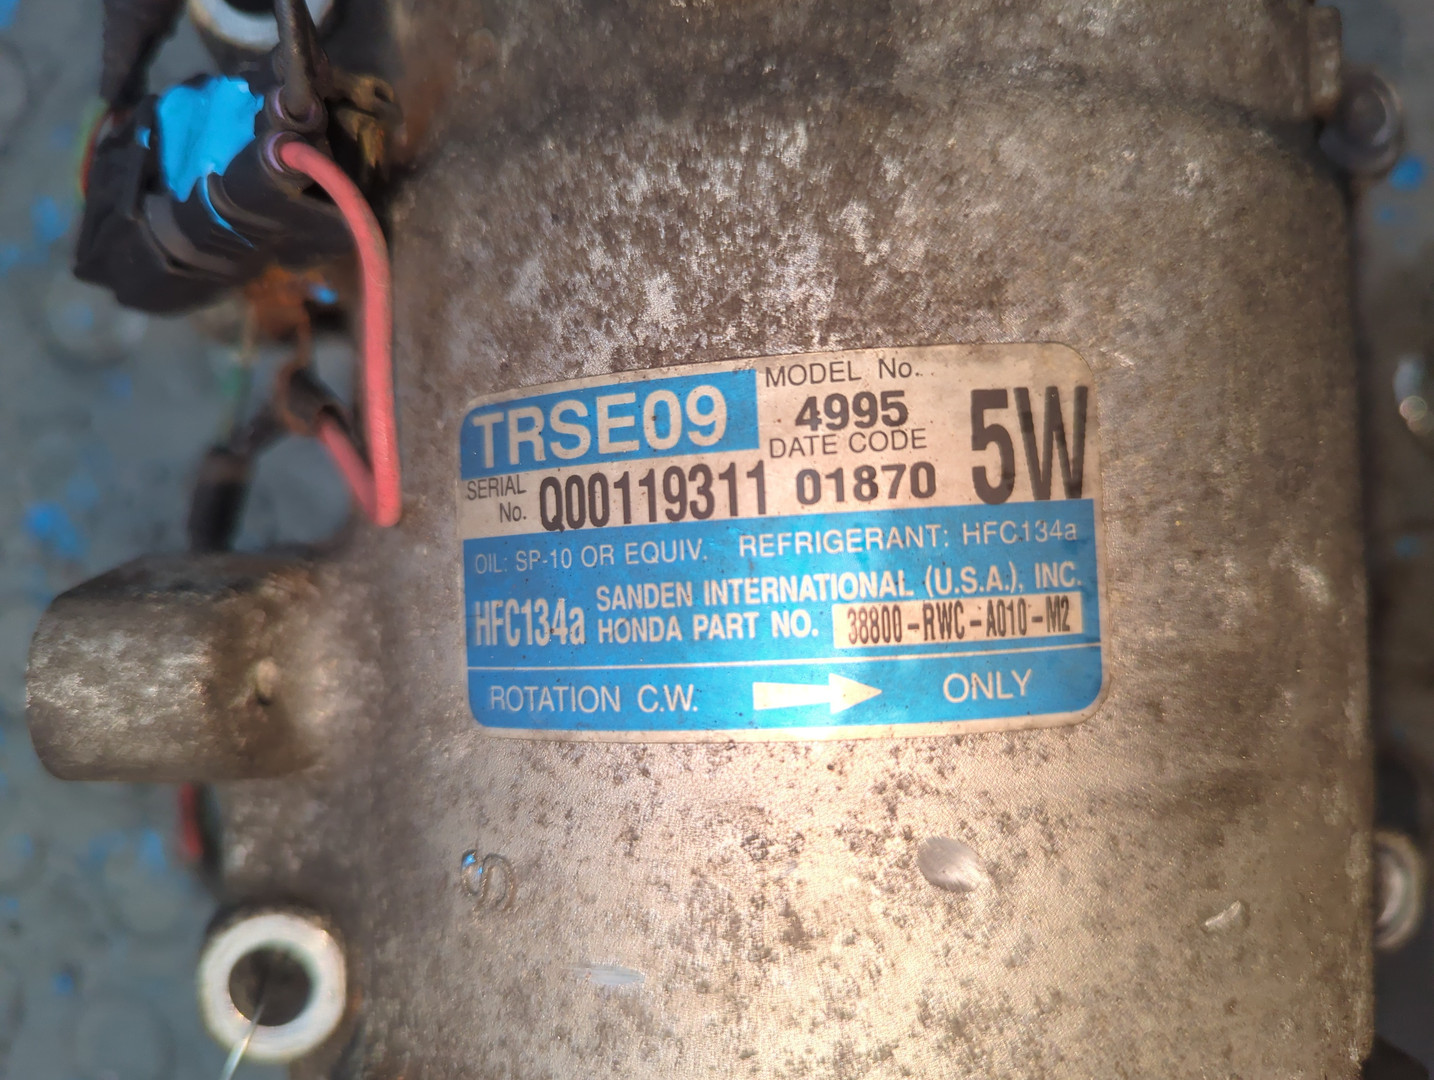 TRSE09
MODEL No.
4995
DATE CODE
01870
5W
SERIAL No. Q00119311
OIL: SP-10 OR EQUIV. REFRIGERANT: HFC134a
HFC134a
SANDEN INTERNATIONAL (U.S.A.), INC.
HONDA PART NO. 38800-RWC-A010-M2
ROTATION C.W. ONLY